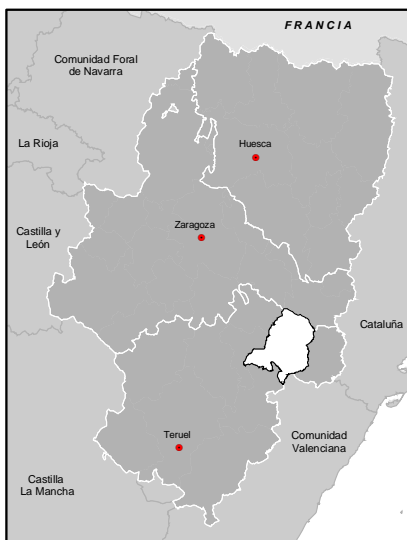 FRANCIA
Comunidad Foral
de Navarra
La Rioja
Huesca
Castilla y
León
Zaragoza
Cataluña
Teruel
Comunidad
Valenciana
Castilla
La Mancha